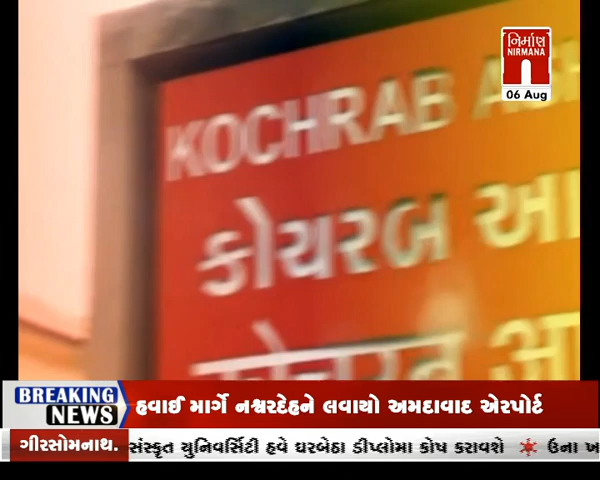 નિર્માણ
NIRMANA
06 Aug
KOCHRAB
કોચરબ
BREAKING NEWS
હવાઈ માર્ગે નશ્વરદેહને લવાયો અમદાવાદ એરપોર્ટ
ગીરસોમનાથ. સંસ્કૃત યુનિવર્સિટી હવે ઘરબેઠા ડીપ્લોમા કોષ કરાવશે ઉના